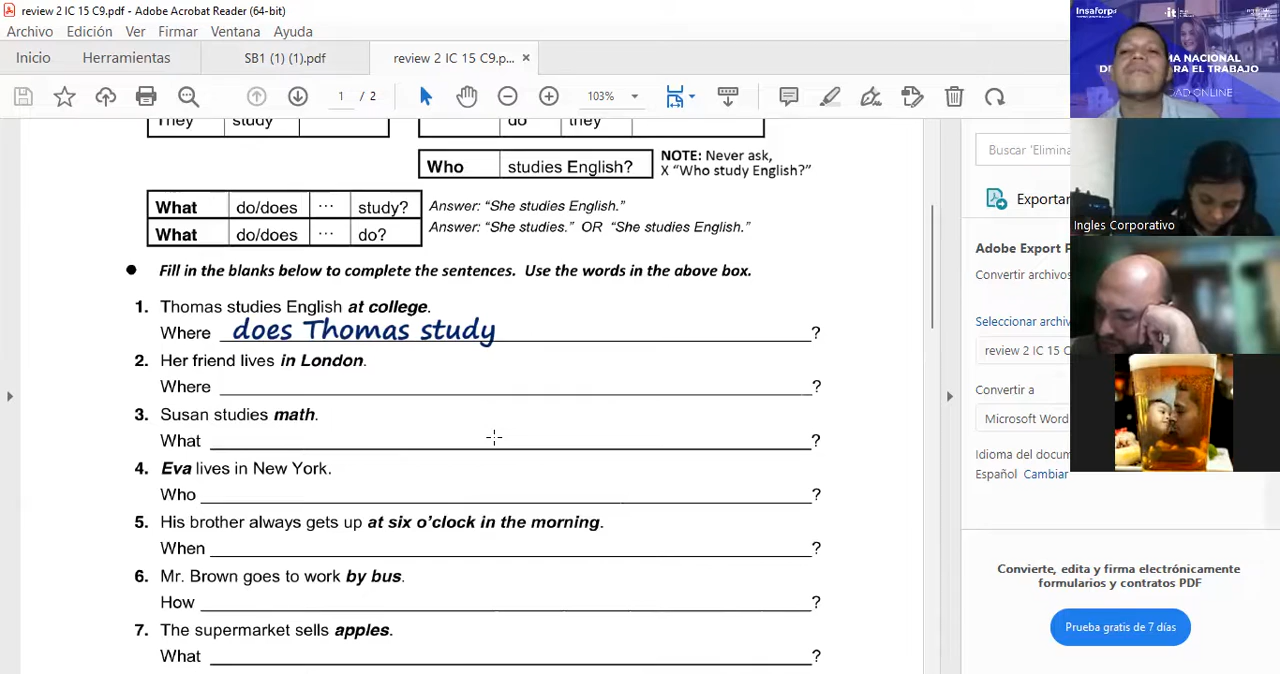 review 2 IC 15 C9.pdf - Adobe Acrobat Reader (64-bit)
Archivo Edición Ver Firmar Ventana Ayuda
Inicio Herramientas SB1 (1) (1).pdf review 2 IC 15 C9.p... ×
1 / 2 103%
They study
do they
Who studies English?
NOTE: Never ask,
X “Who study English?”
What do/does ... study?
Answer: “She studies English.”
What do/does ... do?
Answer: “She studies.” OR “She studies English.”
● Fill in the blanks below to complete the sentences. Use the words in the above box.
1. Thomas studies English at college.
Where does Thomas study ?
2. Her friend lives in London.
Where ?
3. Susan studies math.
What ?
4. Eva lives in New York.
Who ?
5. His brother always gets up at six o’clock in the morning.
When ?
6. Mr. Brown goes to work by bus.
How ?
7. The supermarket sells apples.
What ?
Buscar 'Elimina
Exportar
Adobe Export P
Convertir archivos
Seleccionar archiv
review 2 IC 15 C
Convertir a
Microsoft Word
Idioma del docum
Español Cambiar
Convierte, edita y firma electrónicamente
formularios y contratos PDF
Prueba gratis de 7 días
Insaforp
MA NACIONAL
DE PARA EL TRABAJO
DAD ONLINE
Ingles Corporativo